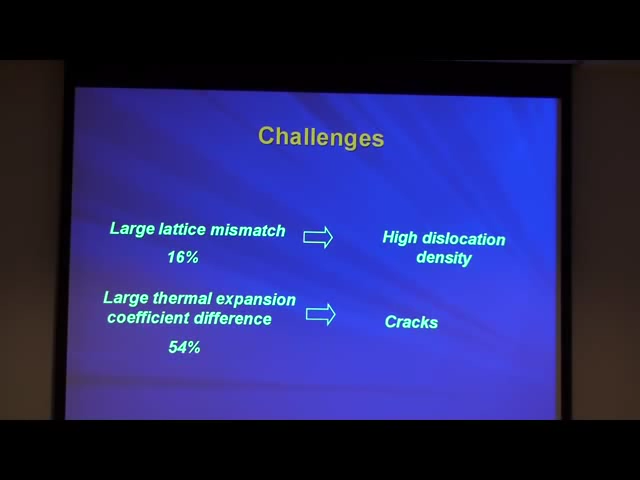 Challenges
Large lattice mismatch
16%
High dislocation
density
Large thermal expansion
coefficient difference
54%
Cracks